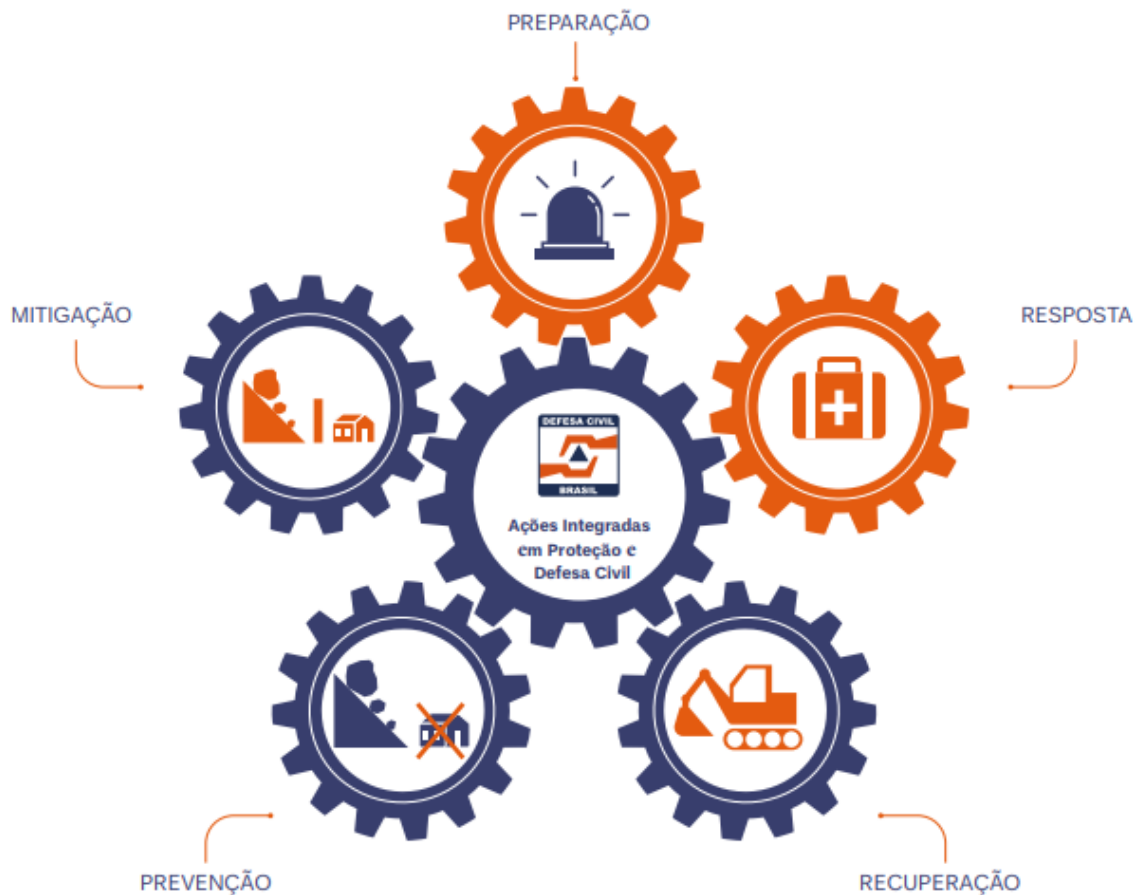 PREPARAÇÃO
MITIGAÇÃO
RESPOSTA
DEFESA CIVIL
BRASIL
Ações Integradas
em Proteção e
Defesa Civil
PREVENÇÃO
RECUPERAÇÃO